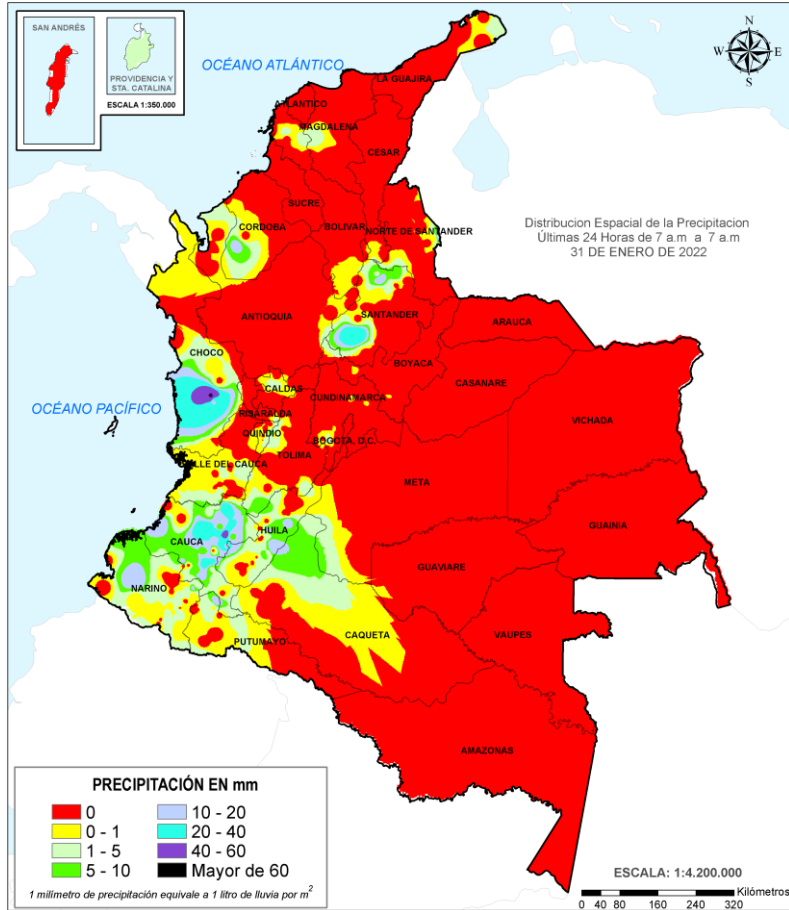 SAN ANDRÉS
PROVIDENCIA Y
STA. CATALINA
ESCALA 1:350.000
OCÉANO ATLÁNTICO
N
W E
S
LA GUAJIRA
ATLANTICO
MAGDALENA
CESAR
SUCRE
CORDOBA
BOLIVAR
NORTE DE SANTANDER
Distribucion Espacial de la Precipitacion
Últimas 24 Horas de 7 a.m a 7 a.m
31 DE ENERO DE 2022
ANTIOQUIA
SANTANDER
ARAUCA
CHOCO
BOYACA
CASANARE
OCÉANO PACÍFICO
CALDAS
CUNDINAMARCA
RISARALDA
VICHADA
QUINDIO
BOGOTA, D.C.
TOLIMA
VALLE DEL CAUCA
META
GUAINIA
CAUCA
HUILA
GUAVIARE
NARINO
CAQUETA
VAUPES
PUTUMAYO
AMAZONAS
PRECIPITACIÓN EN mm
0
0 - 1
1 - 5
5 - 10
10 - 20
20 - 40
40 - 60
Mayor de 60
1 milímetro de precipitación equivale a 1 litro de lluvia por m²
ESCALA: 1:4.200.000
Kilómetros
0 40 80 160 240 320